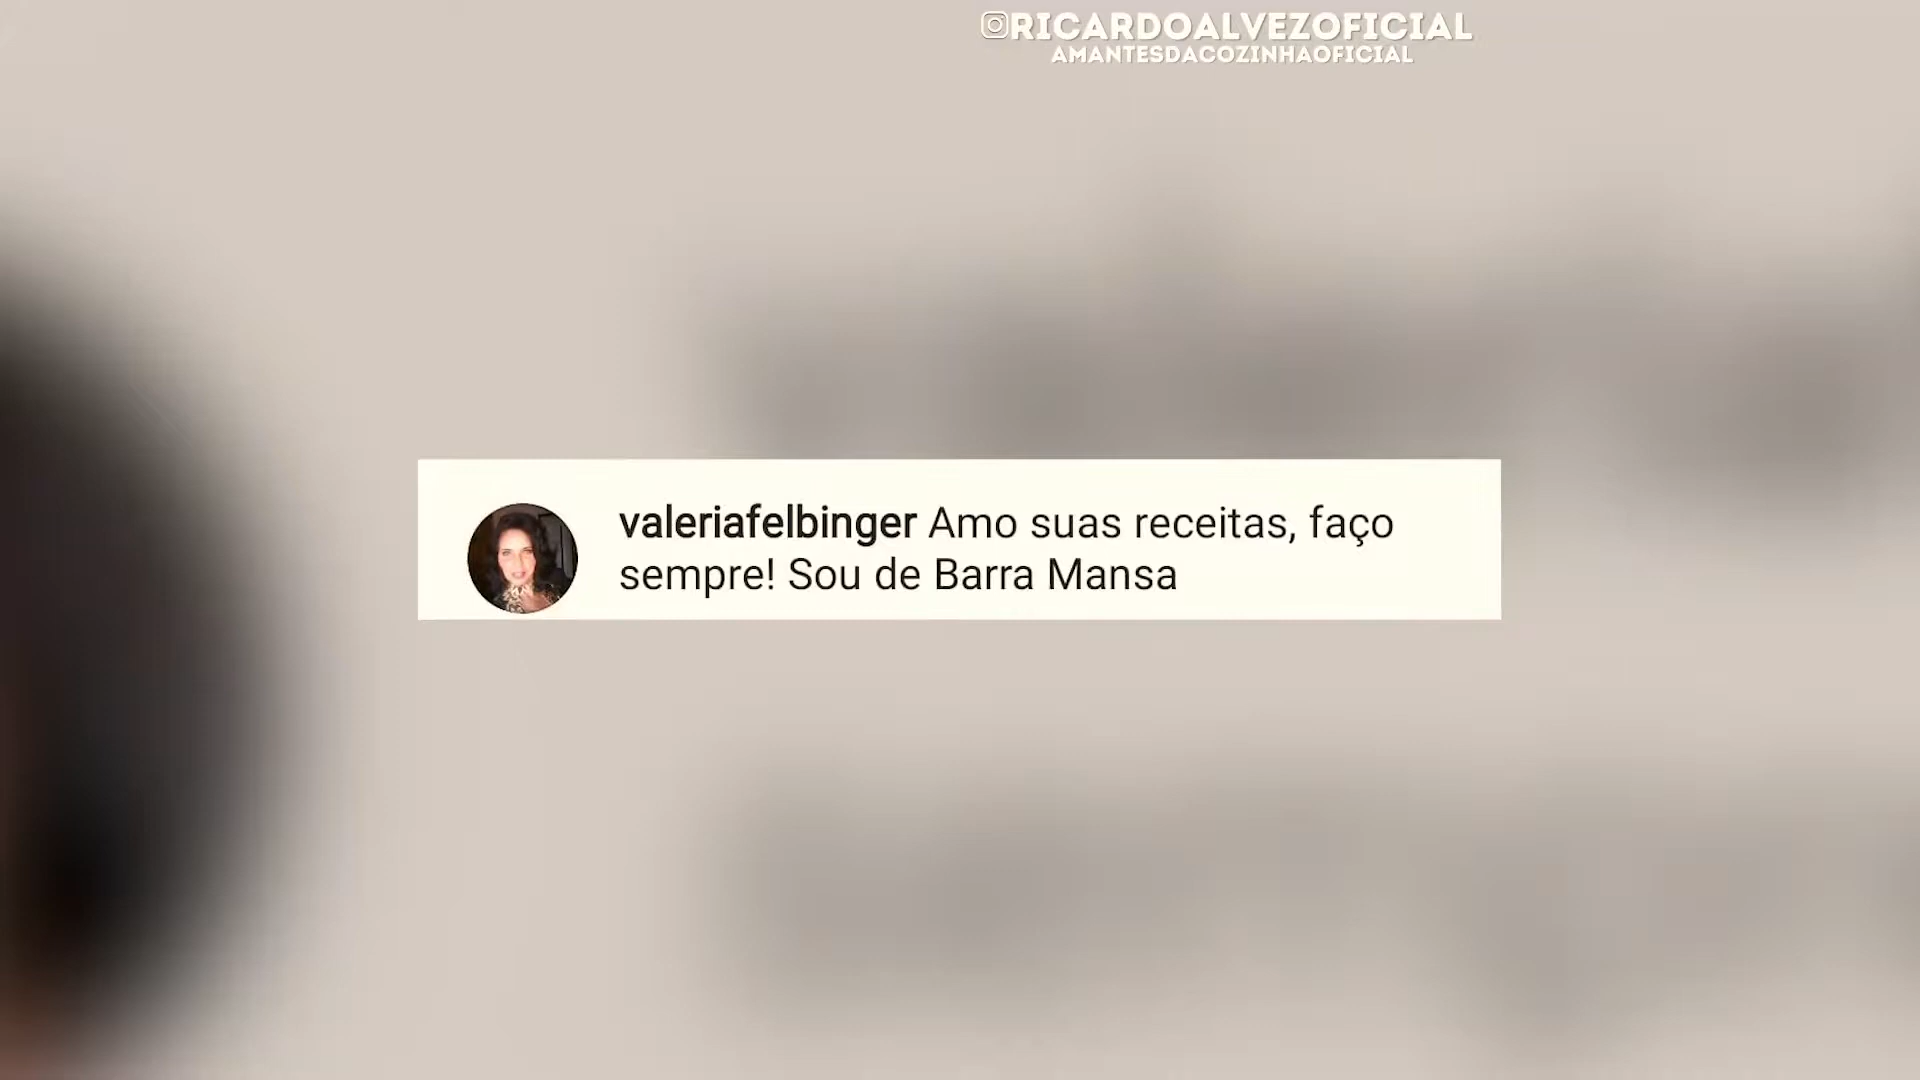 RICARDOALVEZOFICIAL
AMANTESDACOZINHAOFICIAL
valeriafelbinger Amo suas receitas, faço
sempre! Sou de Barra Mansa